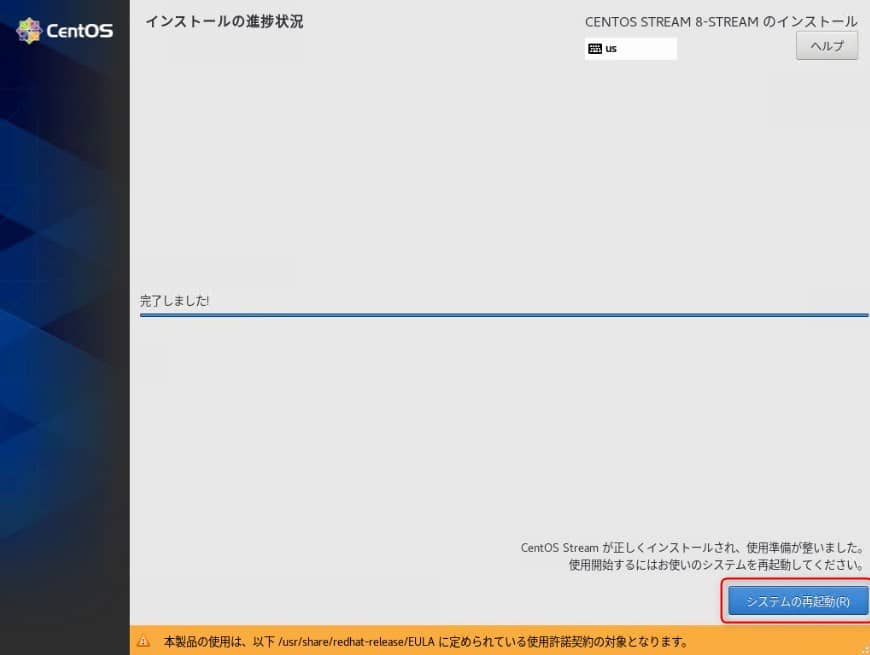 CentOS
インストールの進捗状況
CENTOS STREAM 8-STREAM のインストール
us
ヘルプ
完了しました!
CentOS Stream が正しくインストールされ、使用準備が整いました。
使用開始するにはお使いのシステムを再起動してください。
システムの再起動(R)
本製品の使用は、以下 /usr/share/redhat-release/EULA に定められている使用許諾契約の対象となります。